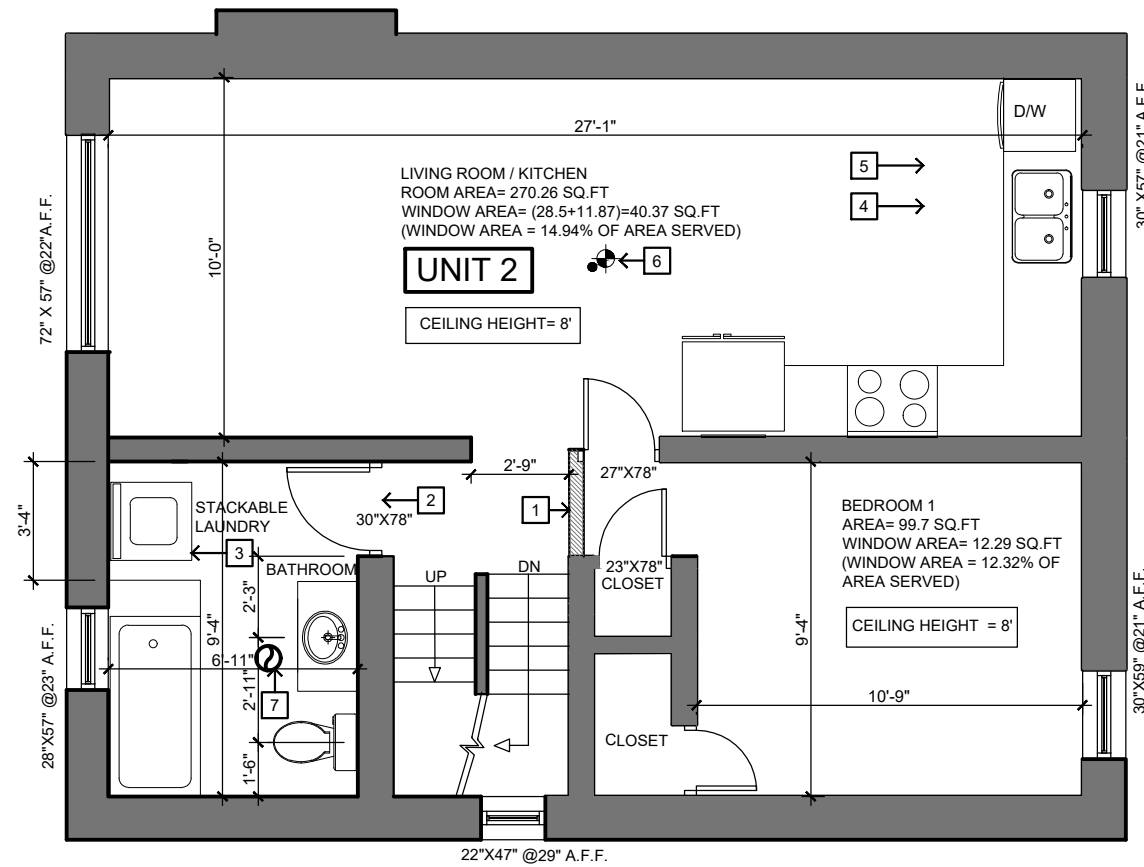 27'-1"
D/W
30" X57" @21" A.F.F.
LIVING ROOM / KITCHEN
ROOM AREA= 270.26 SQ.FT
WINDOW AREA= (28.5+11.87)=40.37 SQ.FT
(WINDOW AREA = 14.94% OF AREA SERVED)
5
4
72" X 57" @22"A.F.F.
10'-0"
UNIT 2
6
CEILING HEIGHT= 8'
2'-9"
27"X78"
3'-4"
STACKABLE
LAUNDRY
2
30"X78"
1
3
BEDROOM 1
AREA= 99.7 SQ.FT
WINDOW AREA= 12.29 SQ.FT
(WINDOW AREA = 12.32% OF
AREA SERVED)
BATHROOM
UP
DN
23"X78"
CLOSET
2'-3"
9'-4"
CEILING HEIGHT = 8'
9'-4"
28"X57" @23" A.F.F.
6'-11"
2'-11"
7
30"X59" @21" A.F.F.
10'-9"
CLOSET
1'-6"
22"X47" @29" A.F.F.